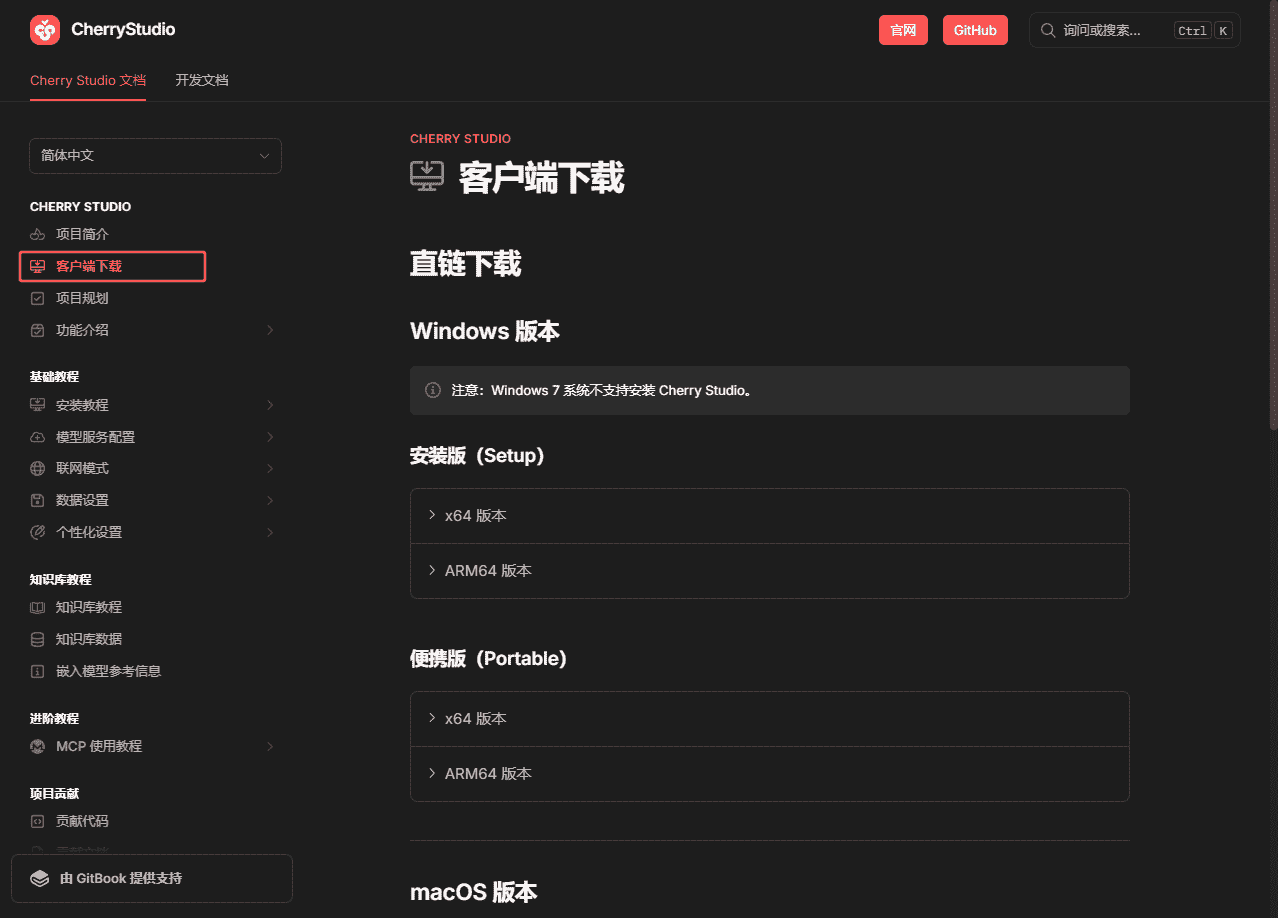 CherryStudio
官网
GitHub
询问或搜索...
Ctrl K
Cherry Studio 文档
开发文档
简体中文
CHERRY STUDIO
项目简介
客户端下载
项目规划
功能介绍
基础教程
安装教程
模型服务配置
联网模式
数据设置
个性化设置
知识库教程
知识库教程
知识库数据
嵌入模型参考信息
进阶教程
MCP 使用教程
项目贡献
贡献代码
由 GitBook 提供支持
CHERRY STUDIO
客户端下载
直链下载
Windows 版本
注意：Windows 7 系统不支持安装 Cherry Studio。
安装版（Setup）
x64 版本
ARM64 版本
便携版（Portable）
x64 版本
ARM64 版本
macOS 版本